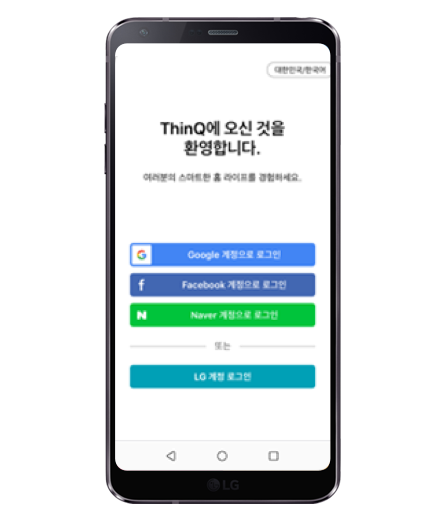 대한민국/한국어
ThinQ에 오신 것을
환영합니다.
여러분의 스마트한 홈 라이프를 경험하세요.
G
Google 계정으로 로그인
f
Facebook 계정으로 로그인
N
Naver 계정으로 로그인
또는
LG 계정 로그인
LG